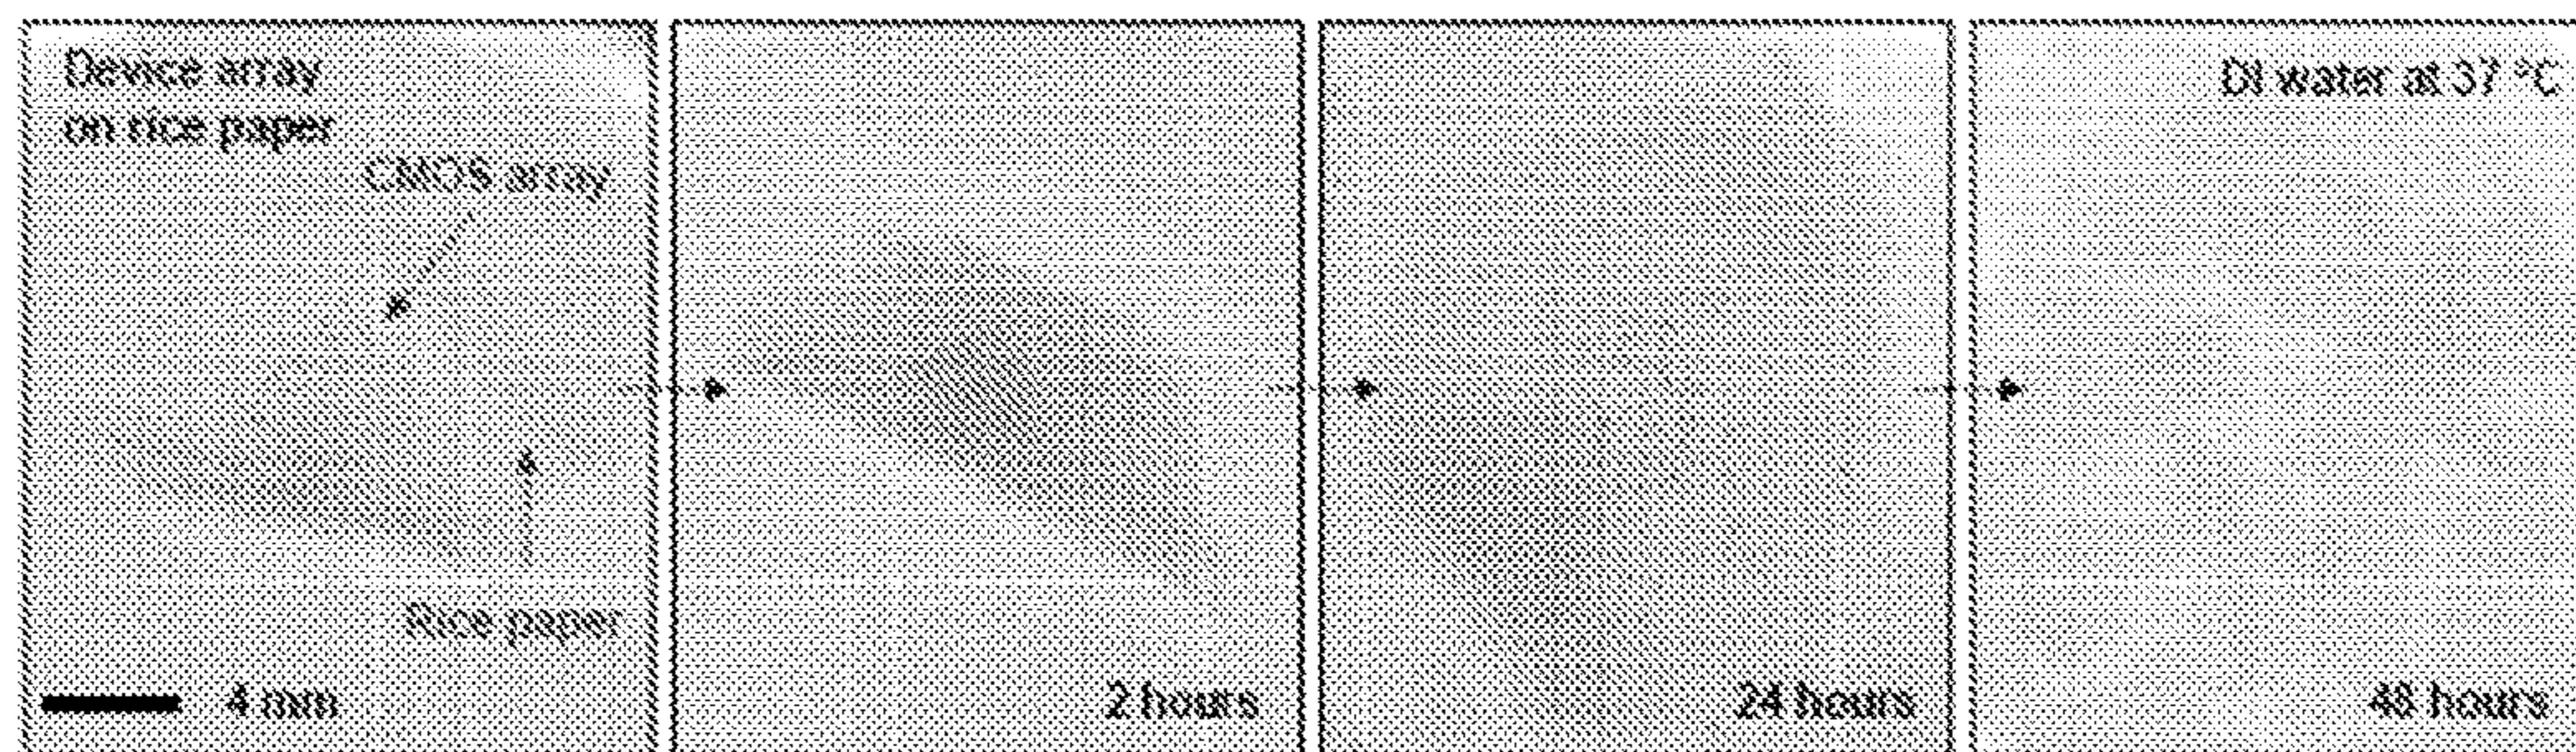 Device array
on rice paper
CMOS array
Rice paper
4 mm
2 hours
24 hours
DI water at 37 °C
48 hours